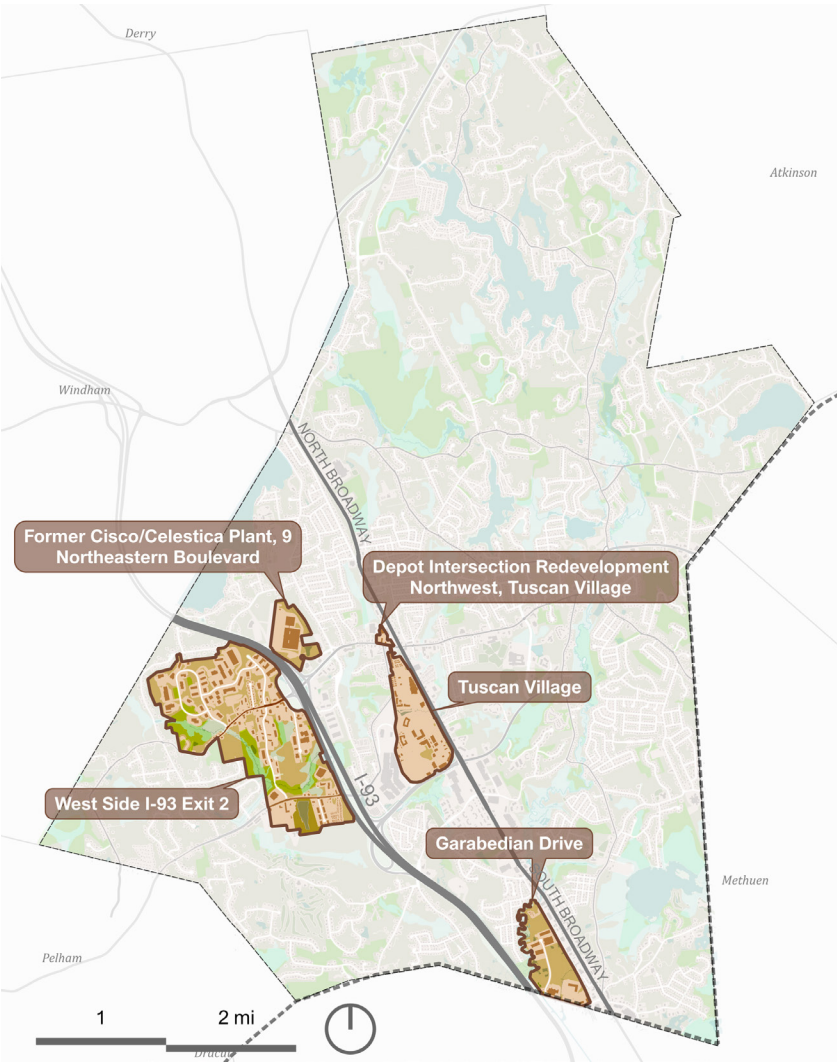 Derry
Atkinson
Windham
NORTH BROADWAY
Former Cisco/Celestica Plant, 9
Northeastern Boulevard
Depot Intersection Redevelopment
Northwest, Tuscan Village
Tuscan Village
I-93
West Side I-93 Exit 2
Garabedian Drive
SOUTH BROADWAY
Methuen
Pelham
1
2 mi
Dracut